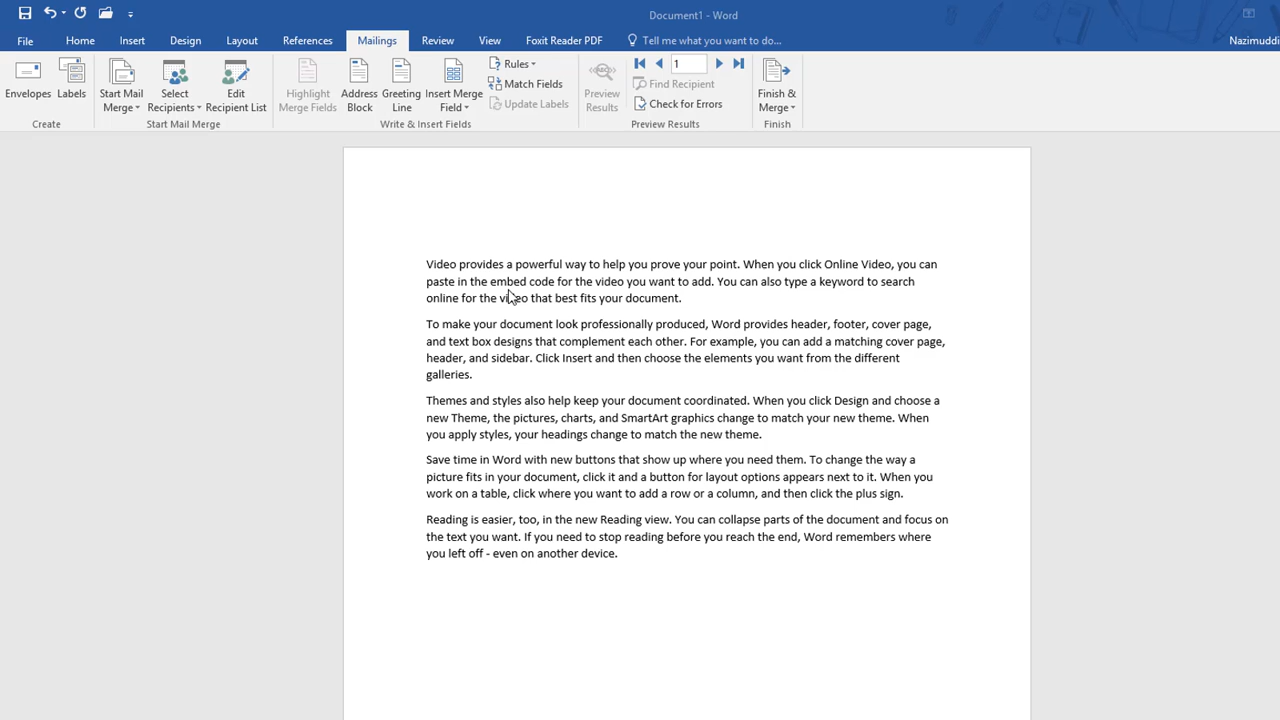 Document1 - Word
File Home Insert Design Layout References Mailings Review View Foxit Reader PDF Tell me what you want to do... Nazimuddi
Envelopes Labels
Start Mail Merge Select Recipients Edit Recipient List
Highlight Merge Fields Address Block Greeting Line Insert Merge Field
Rules
Match Fields
Update Labels
ABC
Preview Results
1
Find Recipient
Check for Errors
Finish & Merge
Create Start Mail Merge Write & Insert Fields Preview Results Finish
Video provides a powerful way to help you prove your point. When you click Online Video, you can
paste in the embed code for the video you want to add. You can also type a keyword to search
online for the video that best fits your document.
To make your document look professionally produced, Word provides header, footer, cover page,
and text box designs that complement each other. For example, you can add a matching cover page,
header, and sidebar. Click Insert and then choose the elements you want from the different
galleries.
Themes and styles also help keep your document coordinated. When you click Design and choose a
new Theme, the pictures, charts, and SmartArt graphics change to match your new theme. When
you apply styles, your headings change to match the new theme.
Save time in Word with new buttons that show up where you need them. To change the way a
picture fits in your document, click it and a button for layout options appears next to it. When you
work on a table, click where you want to add a row or a column, and then click the plus sign.
Reading is easier, too, in the new Reading view. You can collapse parts of the document and focus on
the text you want. If you need to stop reading before you reach the end, Word remembers where
you left off - even on another device.